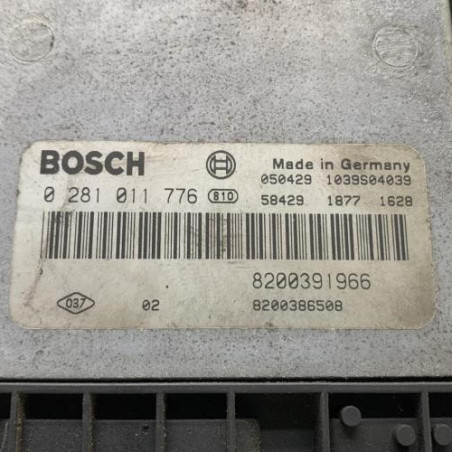 BOSCH
Made in Germany
050429 1039S04039
0 281 011 776 810
58429 1877 1628
8200391966
037 02 8200386508